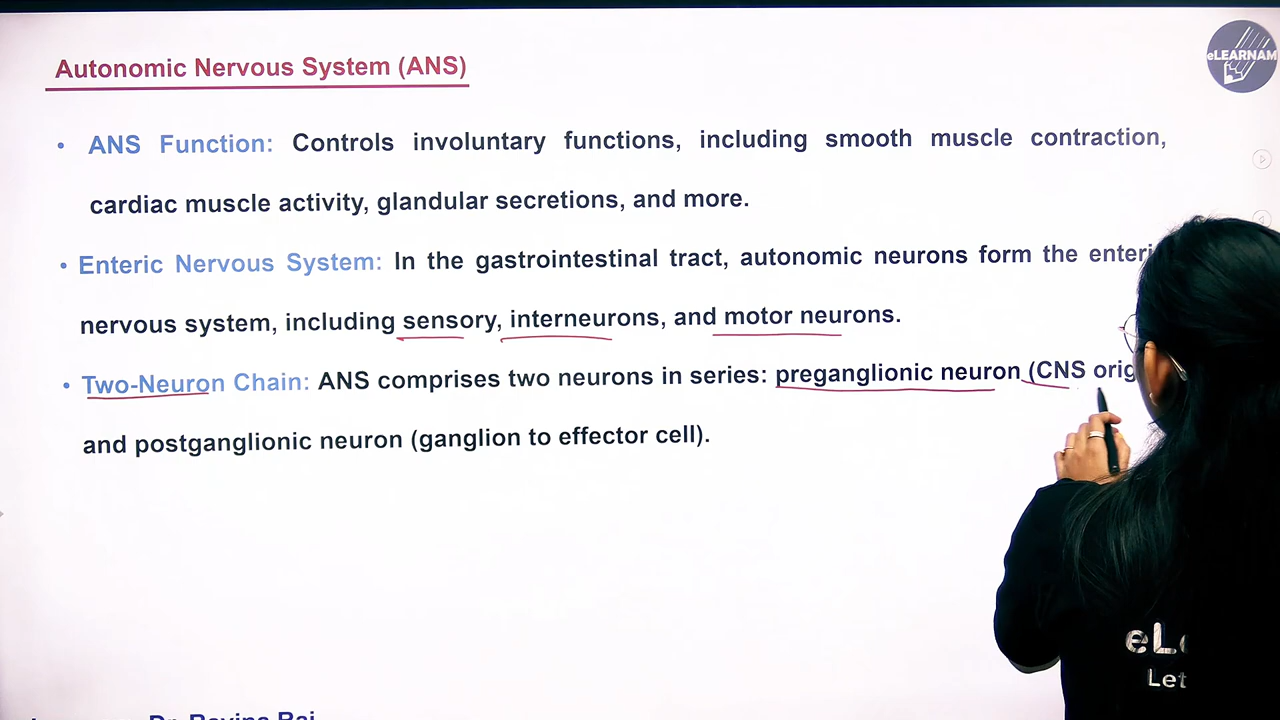 Autonomic Nervous System (ANS)
eLEARNAM
• ANS Function: Controls involuntary functions, including smooth muscle contraction,
cardiac muscle activity, glandular secretions, and more.
• Enteric Nervous System: In the gastrointestinal tract, autonomic neurons form the
nervous system, including sensory, interneurons, and motor neurons.
• Two-Neuron Chain: ANS comprises two neurons in series: preganglionic neuron (CNS
and postganglionic neuron (ganglion to effector cell).
Let